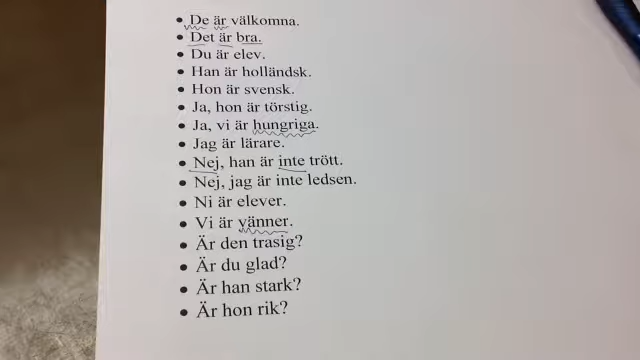 • De är välkomna.
• Det är bra.
• Du är elev.
• Han är holländsk.
• Hon är svensk.
• Ja, hon är törstig.
• Ja, vi är hungriga.
• Jag är lärare.
• Nej, han är inte trött.
• Nej, jag är inte ledsen.
• Ni är elever.
• Vi är vänner.
• Är den trasig?
• Är du glad?
• Är han stark?
• Är hon rik?